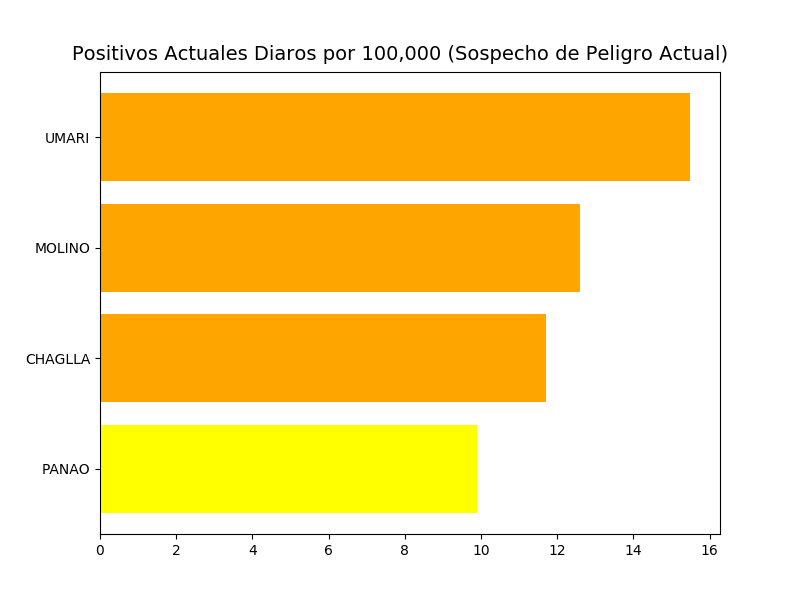 Positivos Actuales Diaros por 100,000 (Sospecho de Peligro Actual)
UMARI
MOLINO
CHAGLLA
PANAO
0 2 4 6 8 10 12 14 16